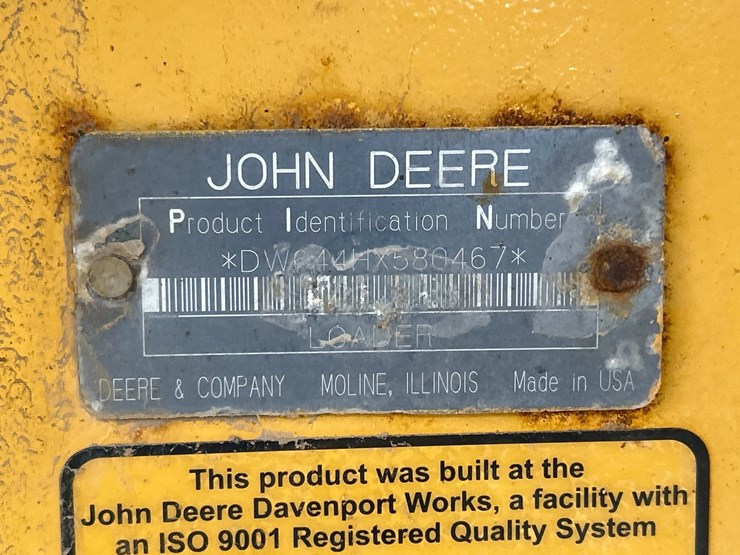 JOHN DEERE
Product Identification Number
*DW644HX580467*
LOADER
DEERE & COMPANY MOLINE, ILLINOIS Made in USA
This product was built at the
John Deere Davenport Works, a facility with
an ISO 9001 Registered Quality System